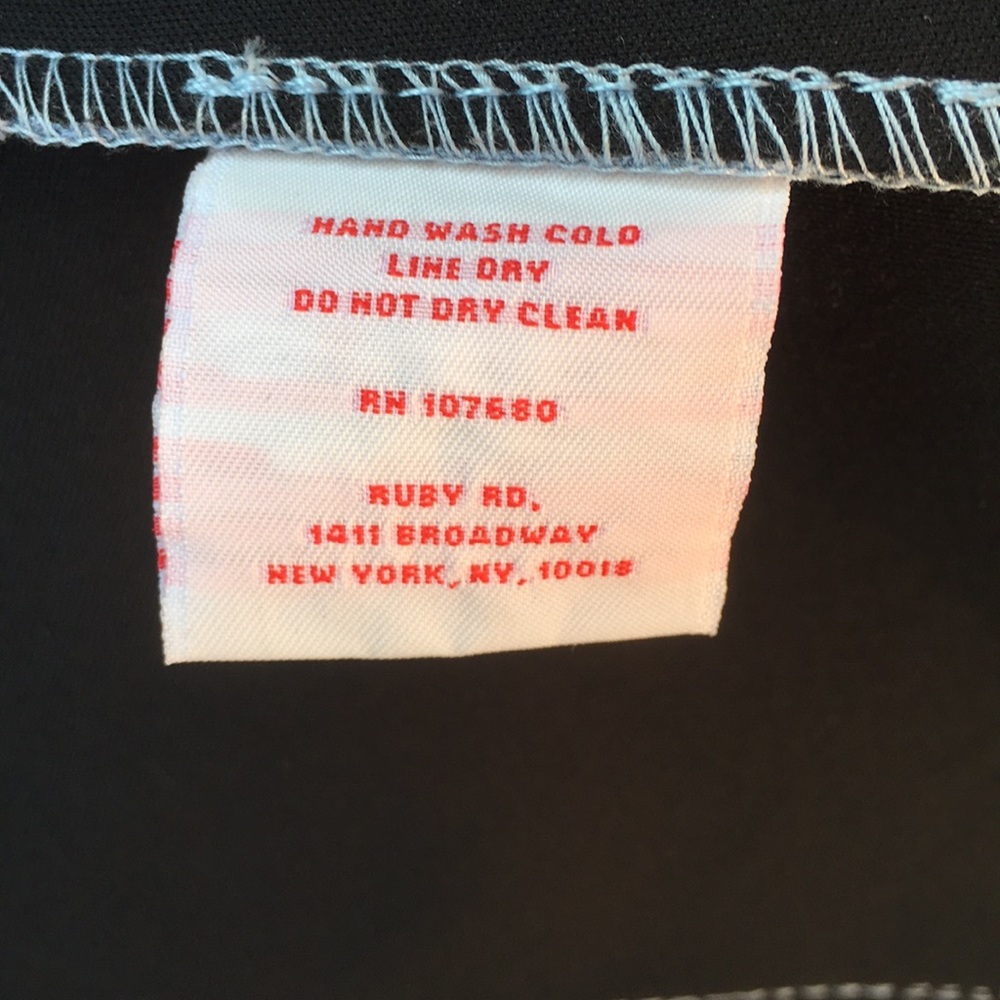 HAND WASH COLD
LINE DRY
DO NOT DRY CLEAN
RN 107680
RUBY RD,
1411 BROADWAY
NEW YORK, NY, 10018